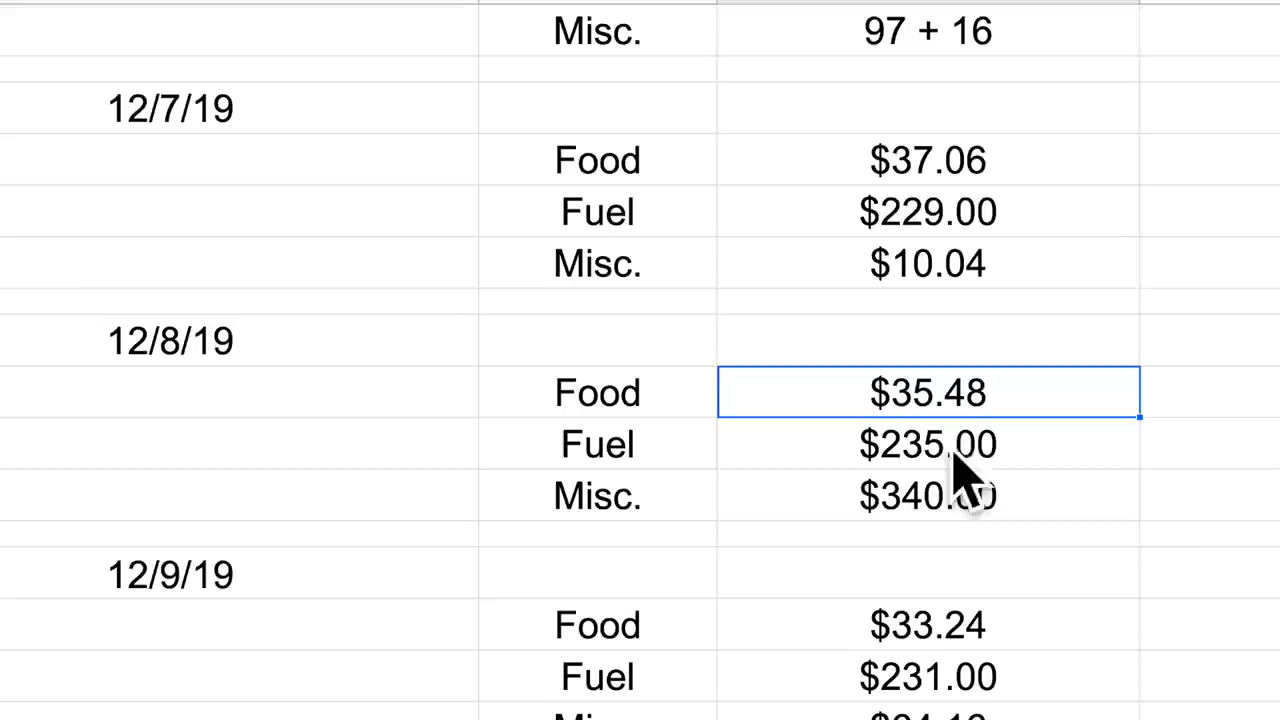 Misc. 97 + 16
12/7/19
Food $37.06
Fuel $229.00
Misc. $10.04
12/8/19
Food $35.48
Fuel $235.00
Misc. $340.00
12/9/19
Food $33.24
Fuel $231.00